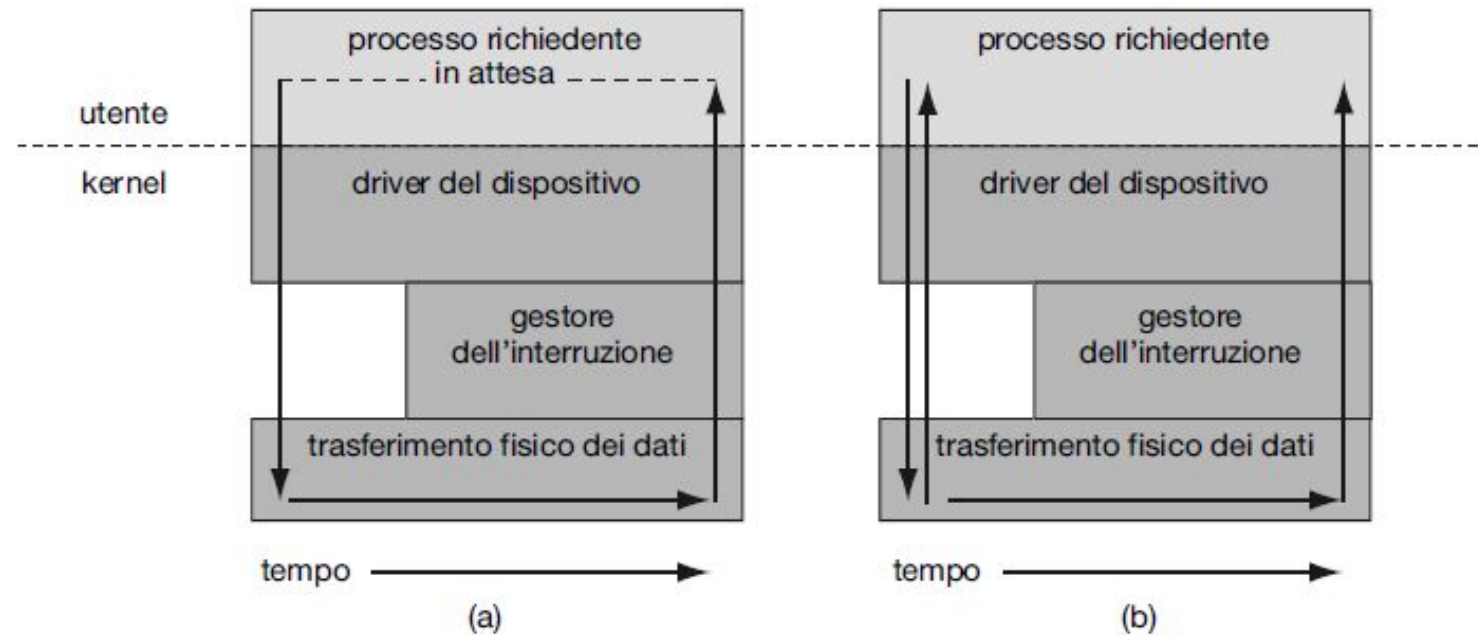 processo richiedente
in attesa
utente
kernel
driver del dispositivo
gestore
dell'interruzione
trasferimento fisico dei dati
tempo
(a)
processo richiedente
driver del dispositivo
gestore
dell'interruzione
trasferimento fisico dei dati
tempo
(b)